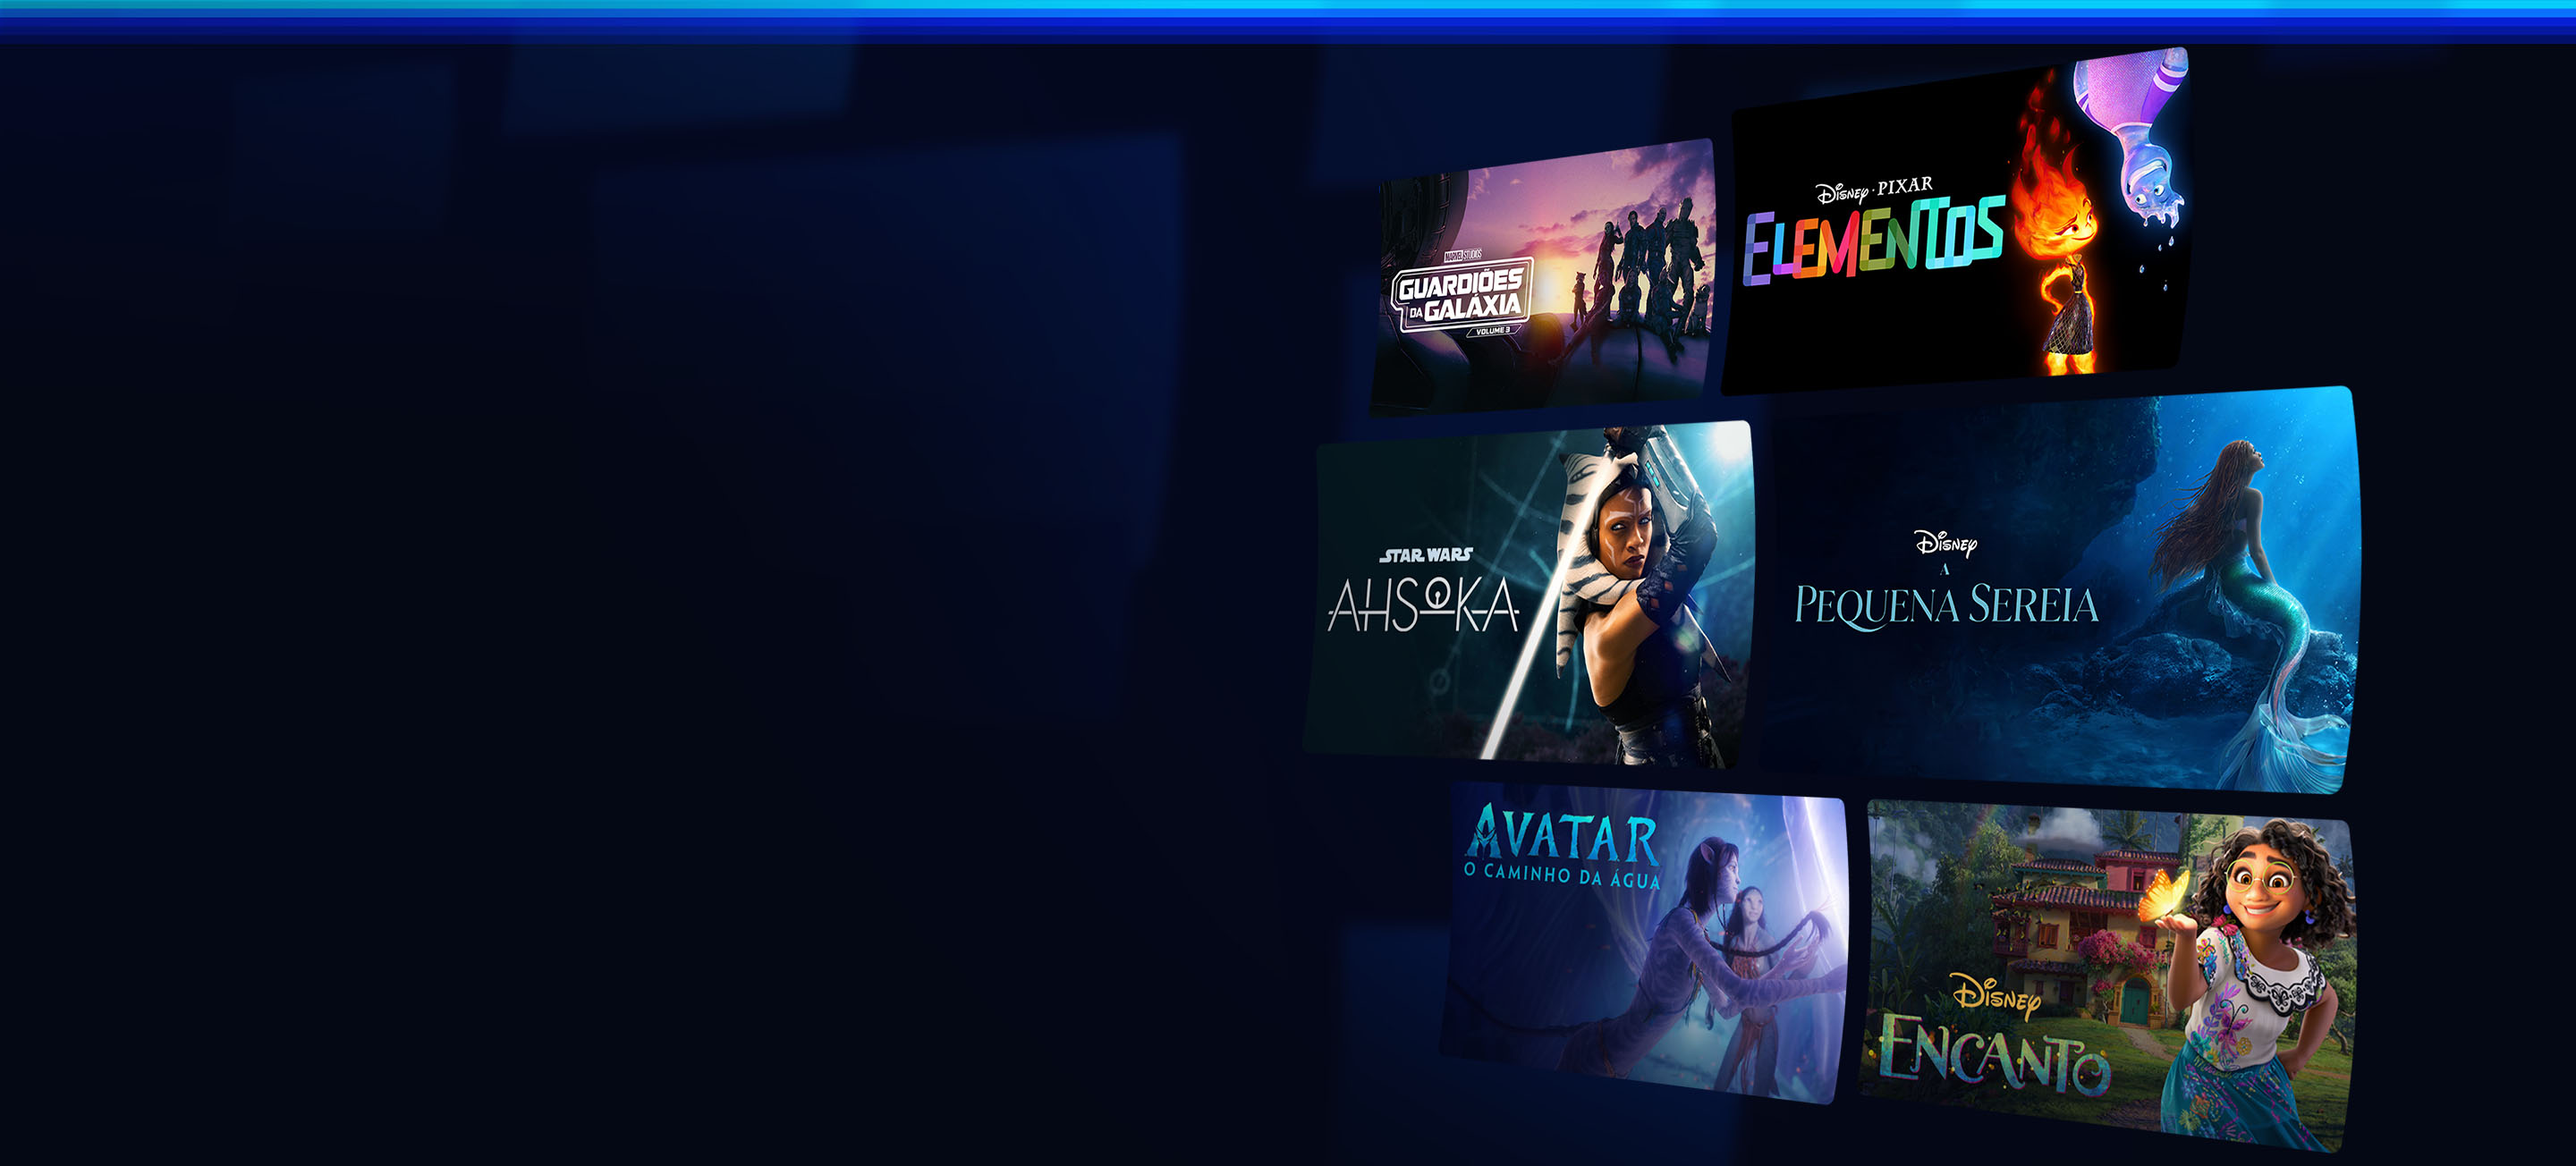 MARVEL STUDIOS
GUARDIÕES
DA GALÁXIA
VOLUME 3
Disney · PIXAR
ELEMENTOS
STAR WARS
AHSOKA
Disney
A
PEQUENA SEREIA
AVATAR
O CAMINHO DA ÁGUA
Disney
ENCANTO